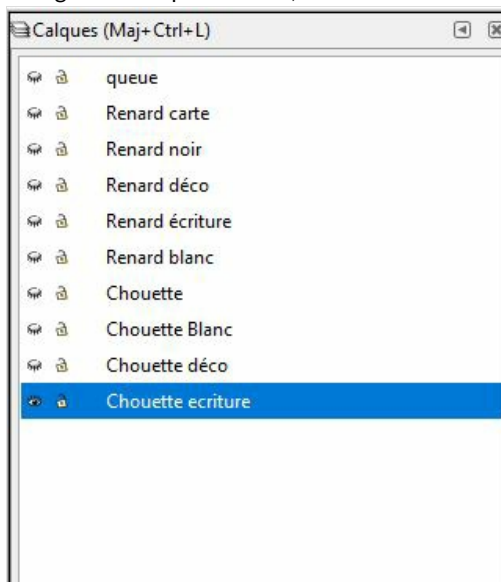 Calques (Maj+Ctrl+L)
queue
Renard carte
Renard noir
Renard déco
Renard écriture
Renard blanc
Chouette
Chouette Blanc
Chouette déco
Chouette ecriture